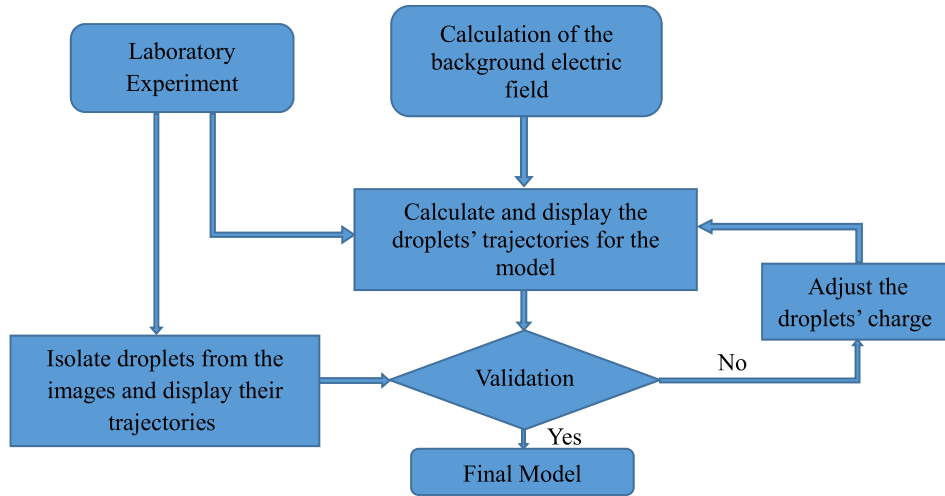 Laboratory
Experiment
Calculation of the
background electric
field
Calculate and display the
droplets’ trajectories for the
model
Adjust the
droplets’ charge
Isolate droplets from the
images and display their
trajectories
Validation
No
Yes
Final Model